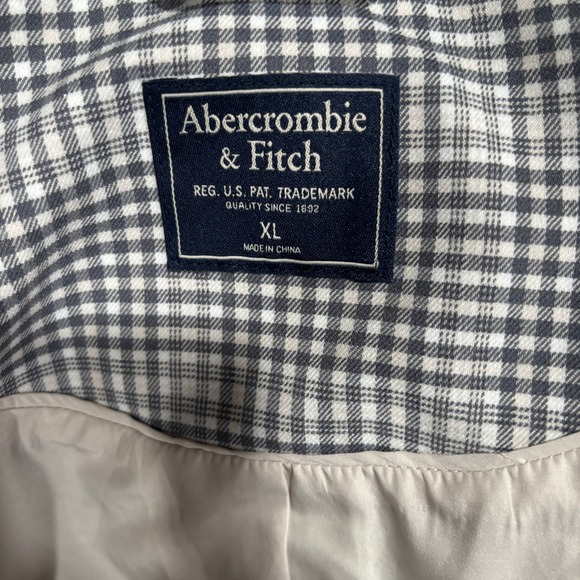 Abercrombie
& Fitch
REG. U.S. PAT. TRADEMARK
QUALITY SINCE 1892
XL
MADE IN CHINA